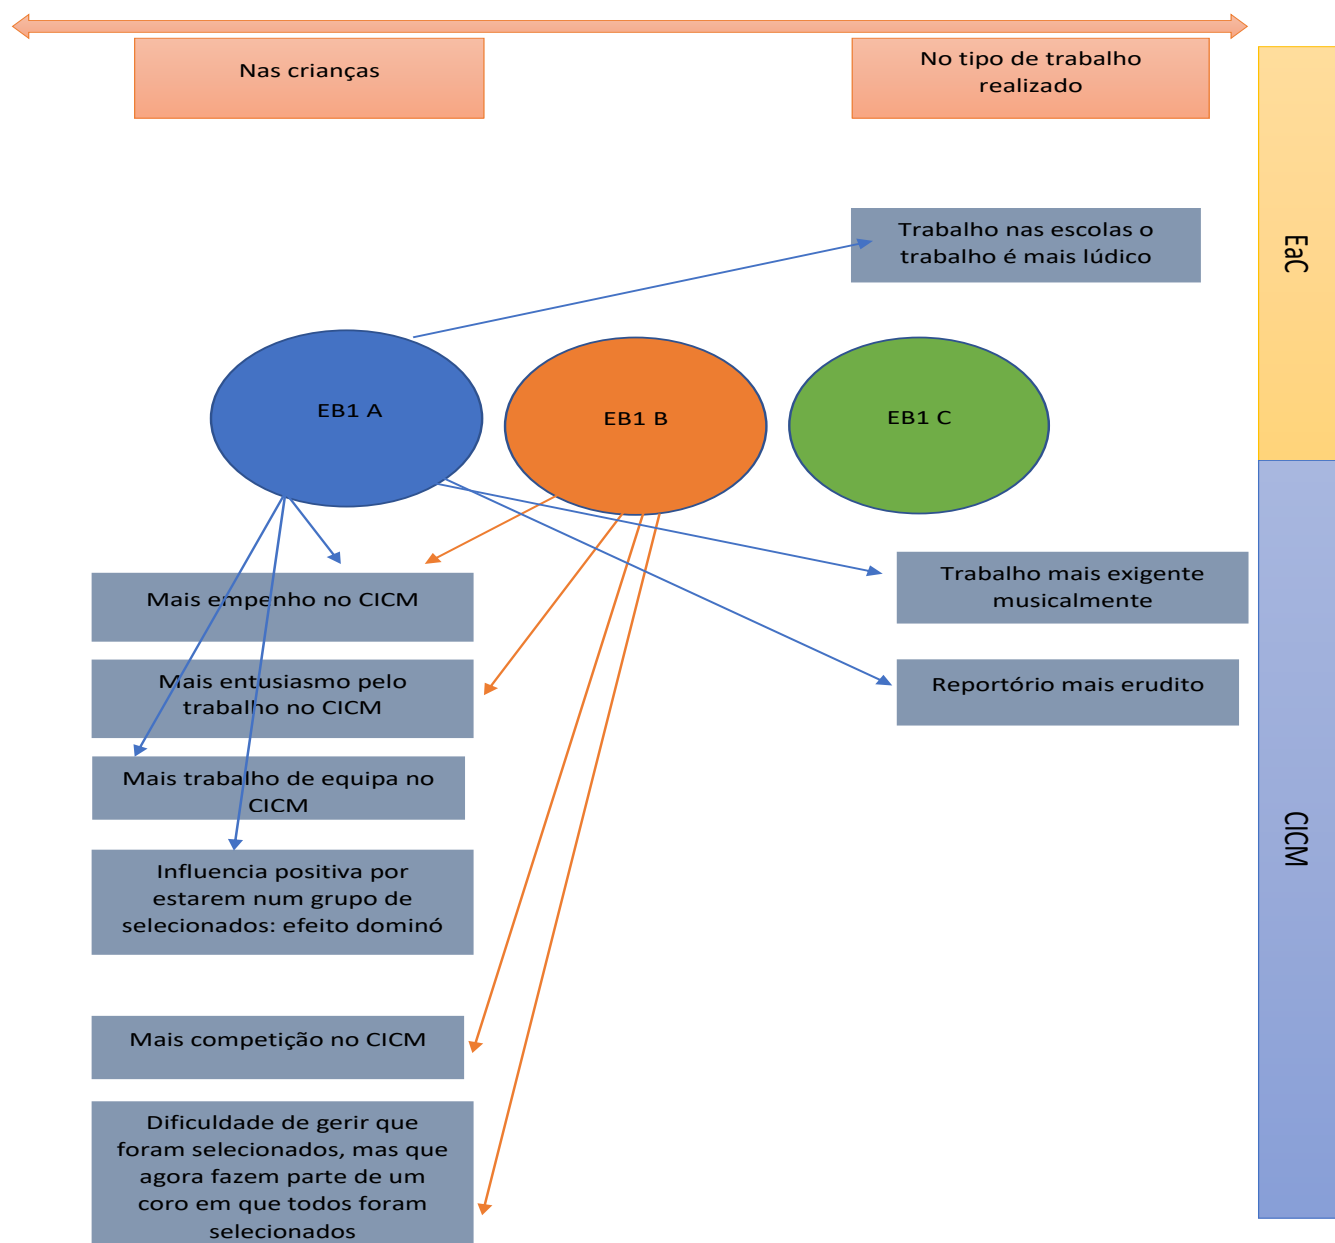 Nas crianças
No tipo de trabalho
realizado
EaC
Trabalho nas escolas o
trabalho é mais lúdico
EB1 A
EB1 B
EB1 C
CICM
Mais empenho no CICM
Trabalho mais exigente
musicalmente
Mais entusiasmo pelo
trabalho no CICM
Reportório mais erudito
Mais trabalho de equipa no
CICM
Influencia positiva por
estarem num grupo de
selecionados: efeito dominó
Mais competição no CICM
Dificuldade de gerir que
foram selecionados, mas que
agora fazem parte de um
coro em que todos foram
selecionados